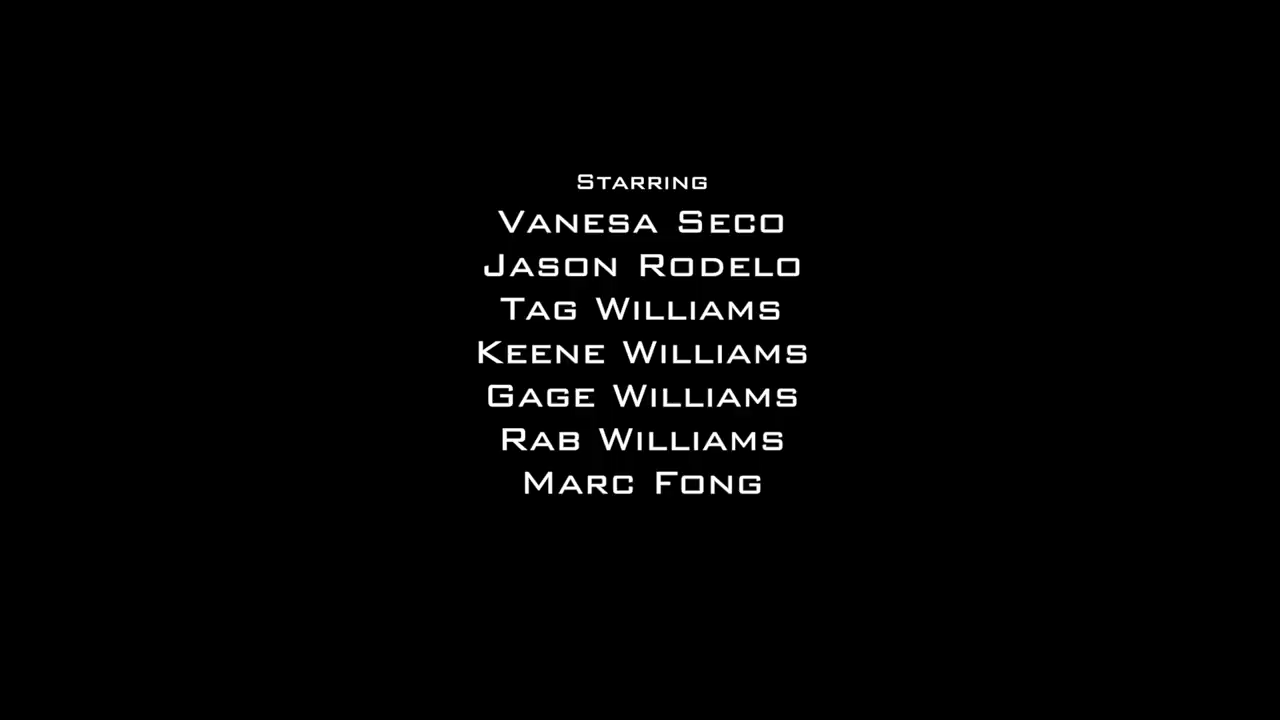 Starring
Vanesa Seco
Jason Rodelo
Tag Williams
Keene Williams
Gage Williams
Rab Williams
Marc Fong